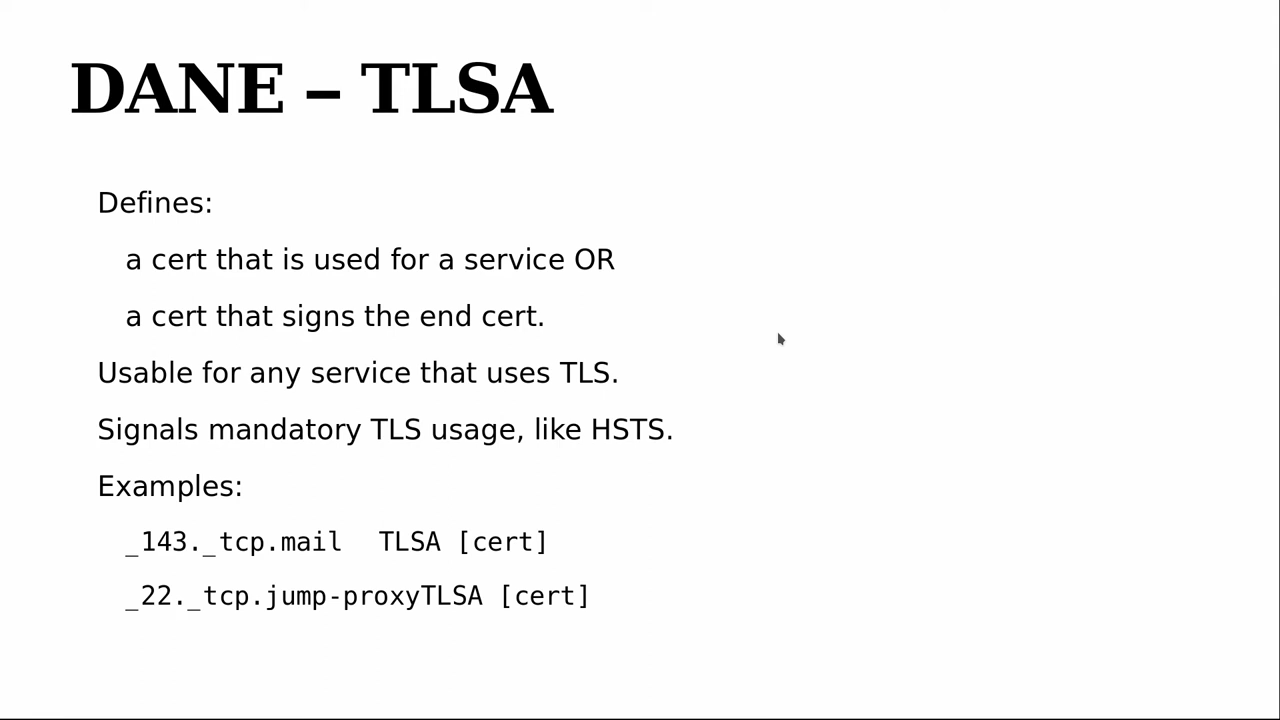 DANE – TLSA
Defines:
a cert that is used for a service OR
a cert that signs the end cert.
Usable for any service that uses TLS.
Signals mandatory TLS usage, like HSTS.
Examples:
_143._tcp.mail TLSA [cert]
_22._tcp.jump-proxyTLSA [cert]